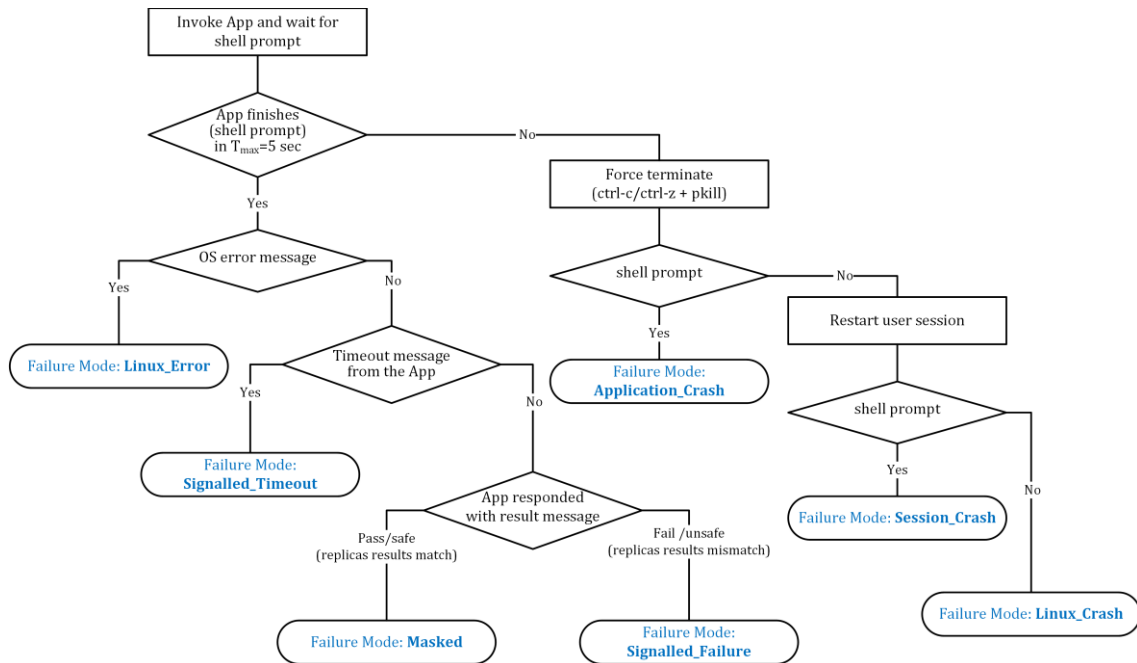 Invoke App and wait for
shell prompt
App finishes
(shell prompt)
in Tmax=5 sec
No
Force terminate
(ctrl-c/ctrl-z + pkill)
Yes
OS error message
shell prompt
Yes
No
No
Restart user session
Yes
Failure Mode: Linux_Error
Timeout message
from the App
Failure Mode:
Application_Crash
Yes
No
shell prompt
Failure Mode:
Signalled_Timeout
Yes
No
App responded
with result message
Failure Mode: Session_Crash
Pass/safe
(replicas results match)
Fail /unsafe
(replicas results mismatch)
Failure Mode: Linux_Crash
Failure Mode: Masked
Failure Mode:
Signalled_Failure